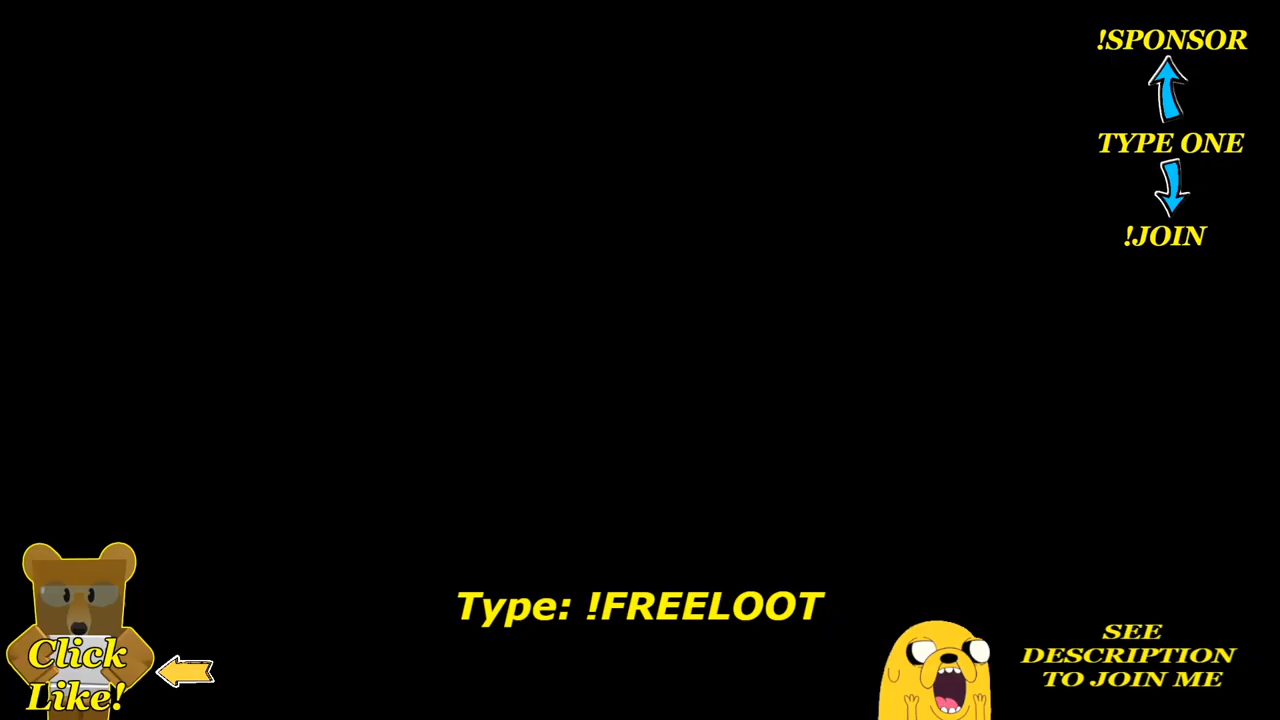 !SPONSOR
TYPE ONE
!JOIN
Type: !FREELOOT
Click
Like!
SEE
DESCRIPTION
TO JOIN ME